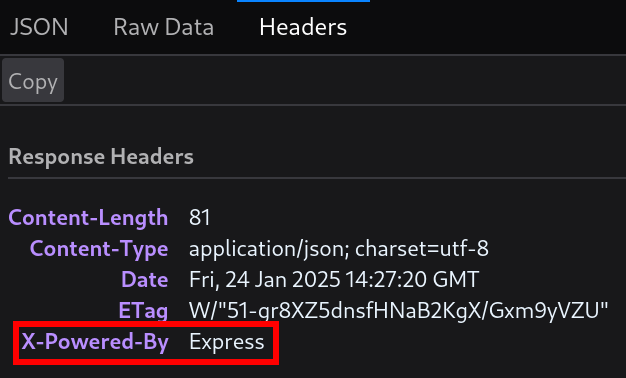 JSON Raw Data Headers
Copy
Response Headers
Content-Length 81
Content-Type application/json; charset=utf-8
Date Fri, 24 Jan 2025 14:27:20 GMT
ETag W/"51-gr8XZ5dnsfHNaB2KgX/Gxm9yVZU"
X-Powered-By Express